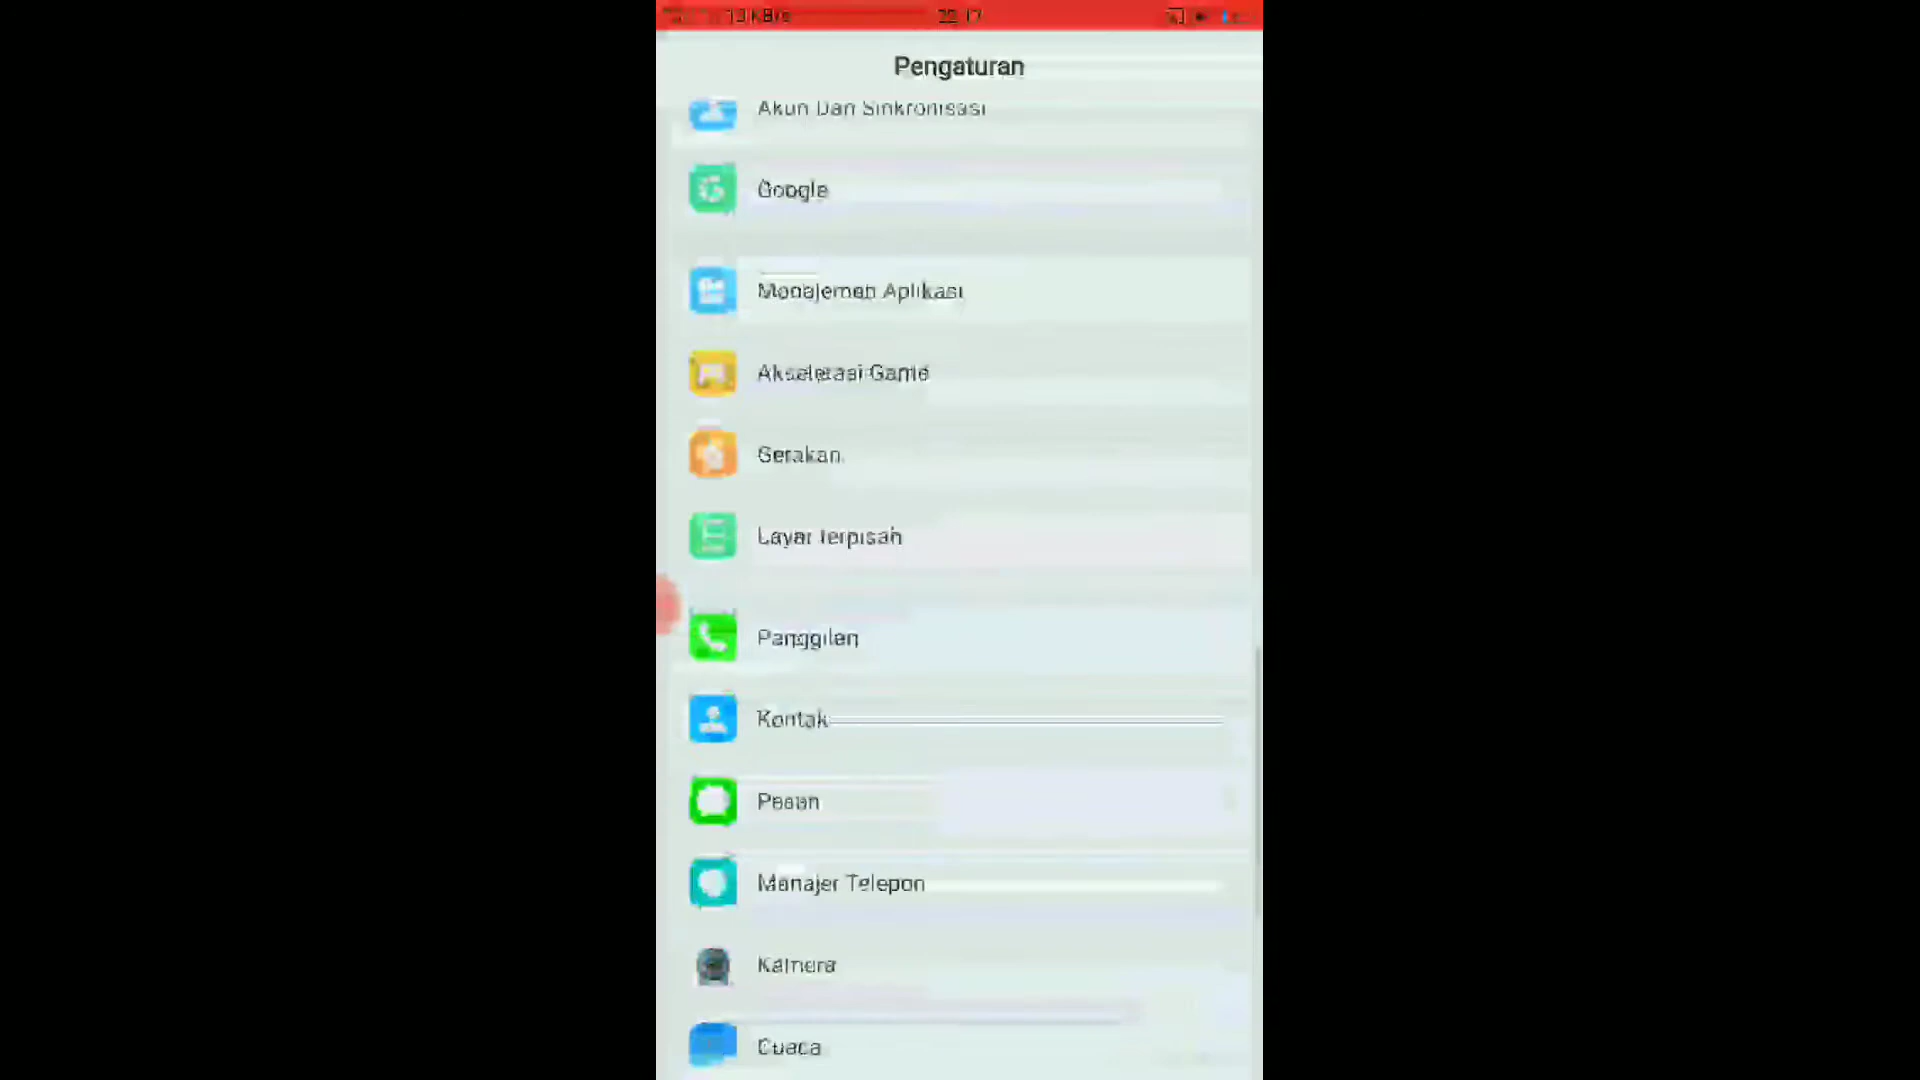 Pengaturan
Akun Dan Sinkronisasi
Google
Manajemen Aplikasi
Akselerasi Game
Gerakan
Layar terpisah
Panggilan
Kontak
Pesan
Manajer Telepon
Kamera
Cuaca